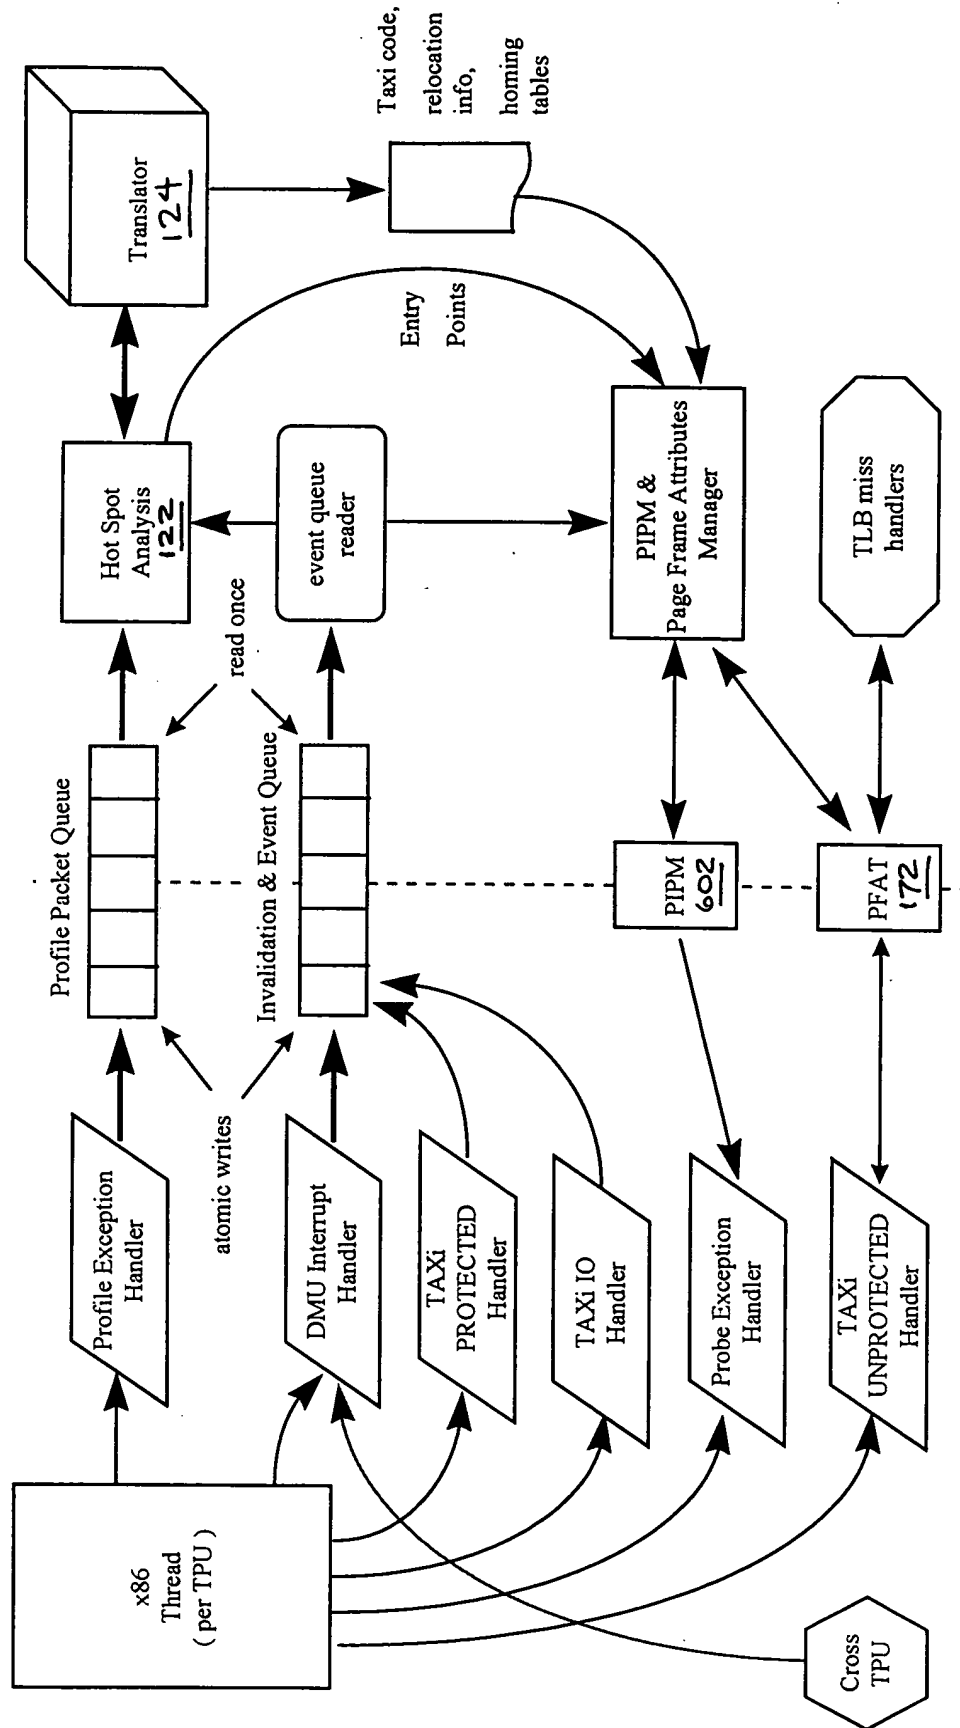 x86
Thread
( per TPU )
Cross
TPU
Profile Exception
Handler
DMU Interrupt
Handler
TAXi
PROTECTED
Handler
TAXi IO
Handler
Probe Exception
Handler
TAXi
UNPROTECTED
Handler
atomic writes
Profile Packet Queue
Invalidation & Event Queue
read once
PIPM
602
PFAT
172
Hot Spot
Analysis
122
event queue
reader
PIPM &
Page Frame Attributes
Manager
TLB miss
handlers
Entry
Points
Translator
124
Taxi code,
relocation
info,
homing
tables